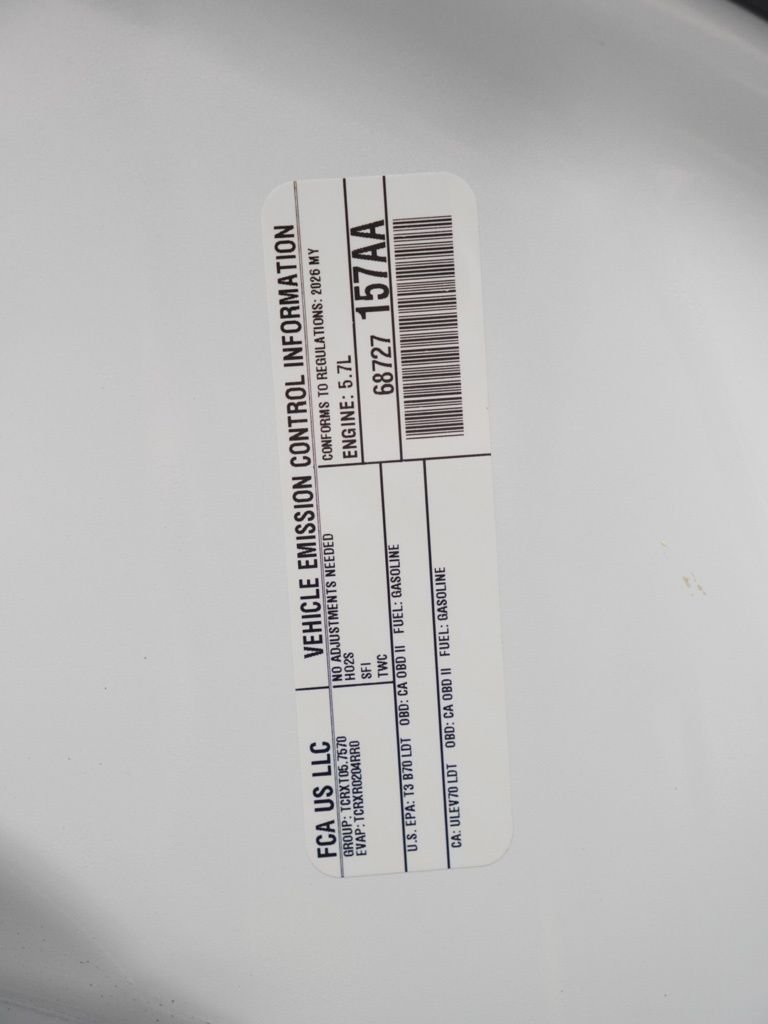 FCA US LLC
VEHICLE EMISSION CONTROL INFORMATION
GROUP: TCRXT05.7570
EVAP: TCRXR0204RR0
NO ADJUSTMENTS NEEDED
HO2S
SFI
TWC
CONFORMS TO REGULATIONS: 2026 MY
ENGINE: 5.7L
68727 157AA
U.S. EPA: T3 B70 LDT OBD: CA OBD II FUEL: GASOLINE
CA: ULEV70 LDT OBD: CA OBD II FUEL: GASOLINE